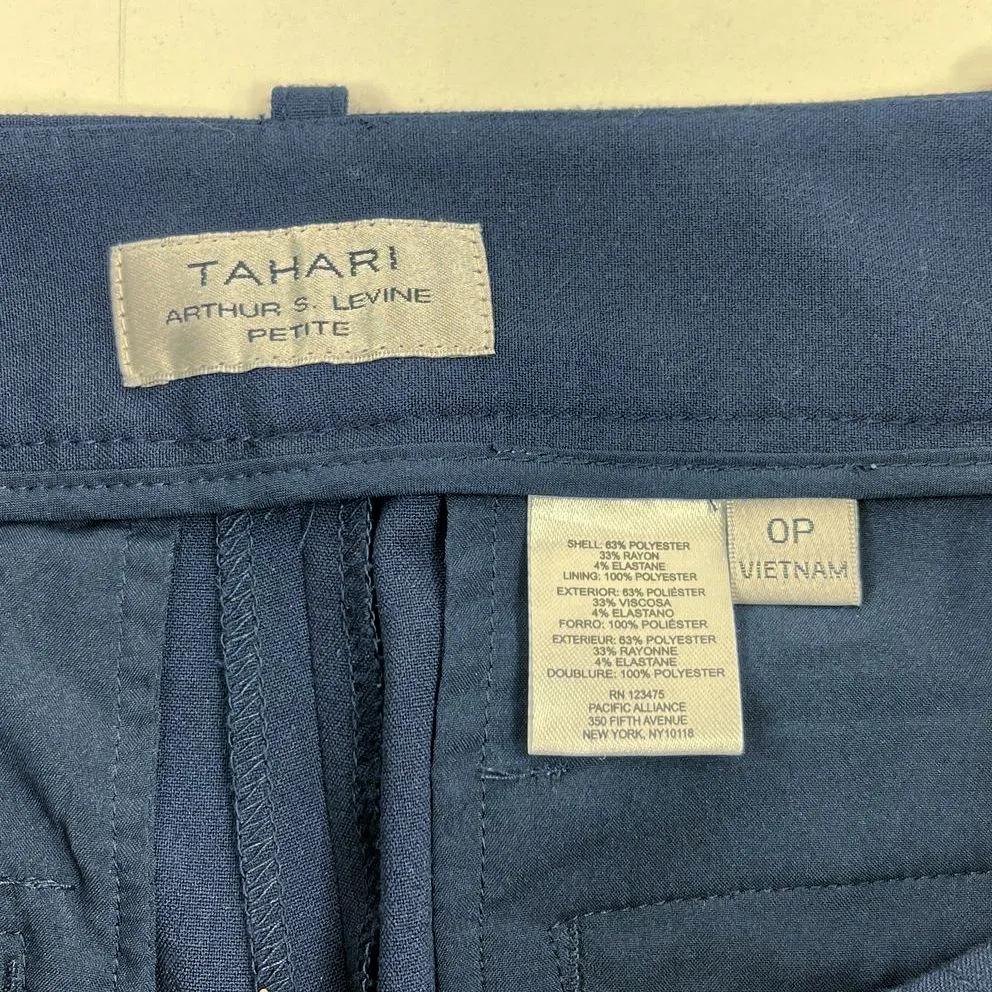 TAHARI
ARTHUR S. LEVINE
PETITE
SHELL: 63% POLYESTER
33% RAYON
4% ELASTANE
LINING: 100% POLYESTER
EXTERIOR: 63% POLIÉSTER
33% VISCOSA
4% ELASTANO
FORRO: 100% POLIÉSTER
EXTERIEUR: 63% POLYESTER
33% RAYONNE
4% ELASTANE
DOUBLURE: 100% POLYESTER
RN 123475
PACIFIC ALLIANCE
350 FIFTH AVENUE
NEW YORK, NY10118
0P
VIETNAM